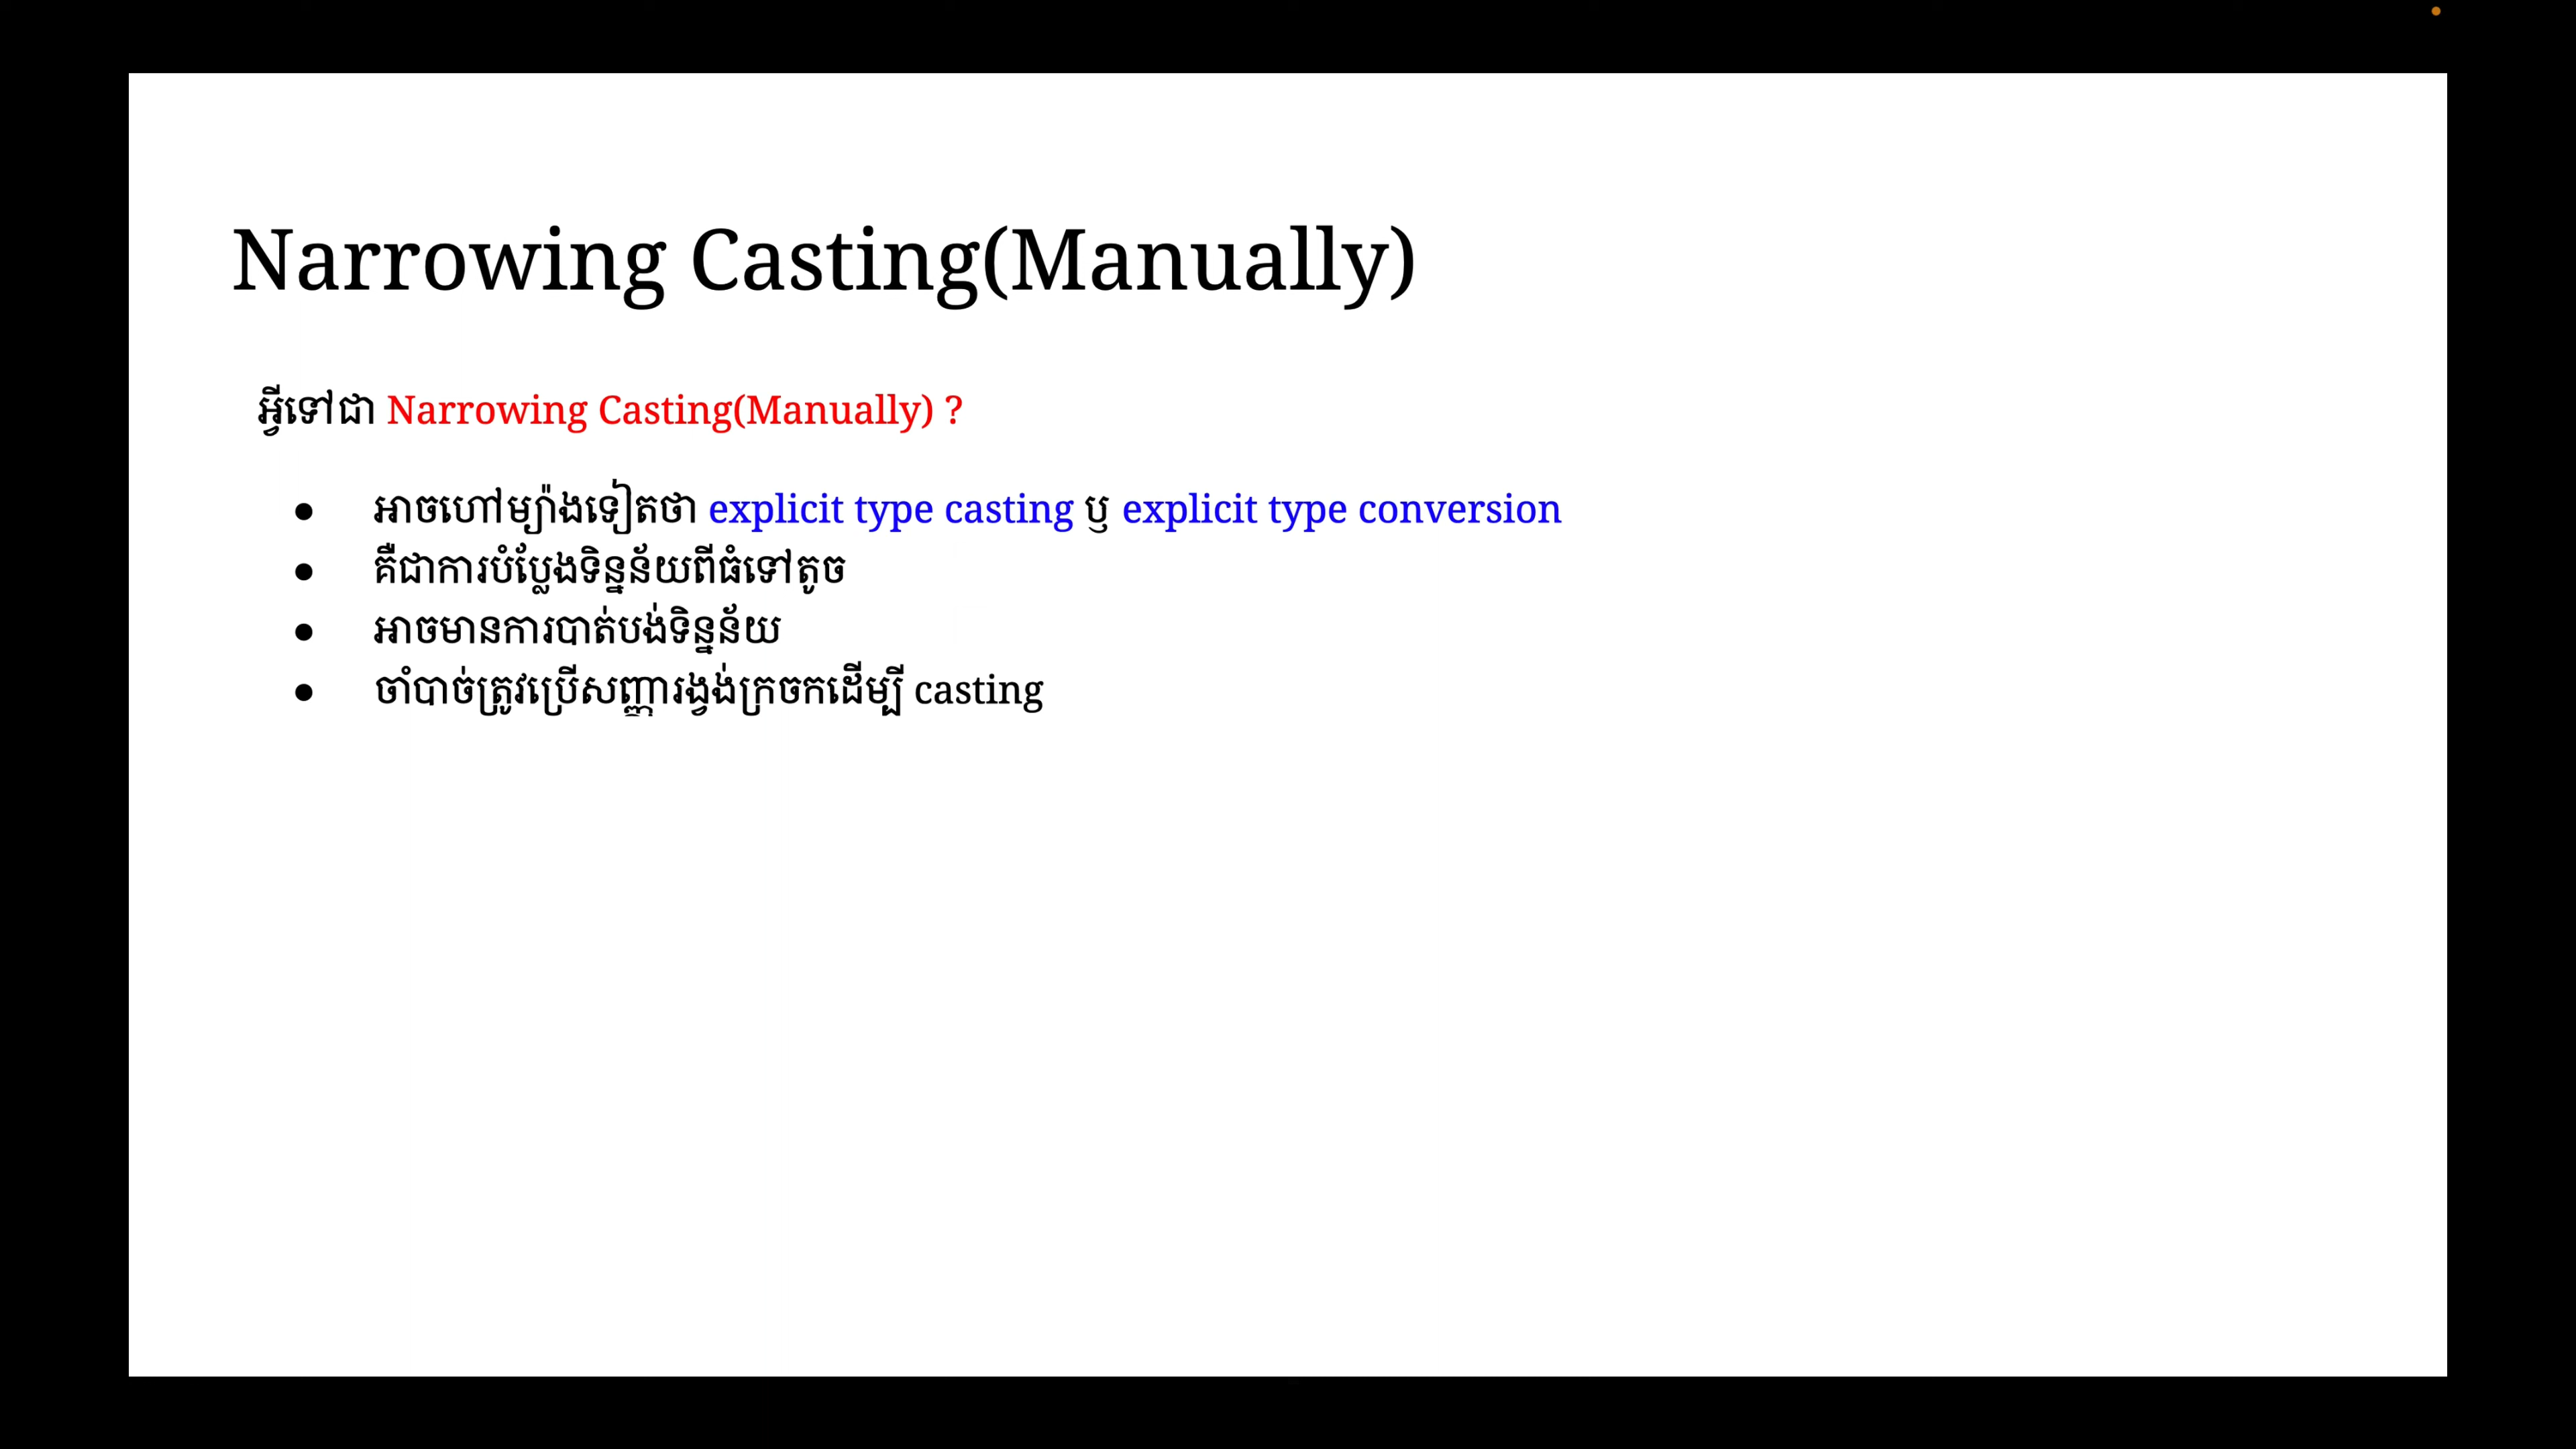 Narrowing Casting(Manually)
អ្វីទៅជា Narrowing Casting(Manually) ?
● អាចហៅម្យ៉ាងទៀតថា explicit type casting ឬ explicit type conversion
● គឺជាការបំប្លែងទិន្នន័យពីធំទៅតូច
● អាចមានការបាត់បង់ទិន្នន័យ
● ចាំបាច់ត្រូវប្រើសញ្ញារង្វង់ក្រចកដើម្បី casting